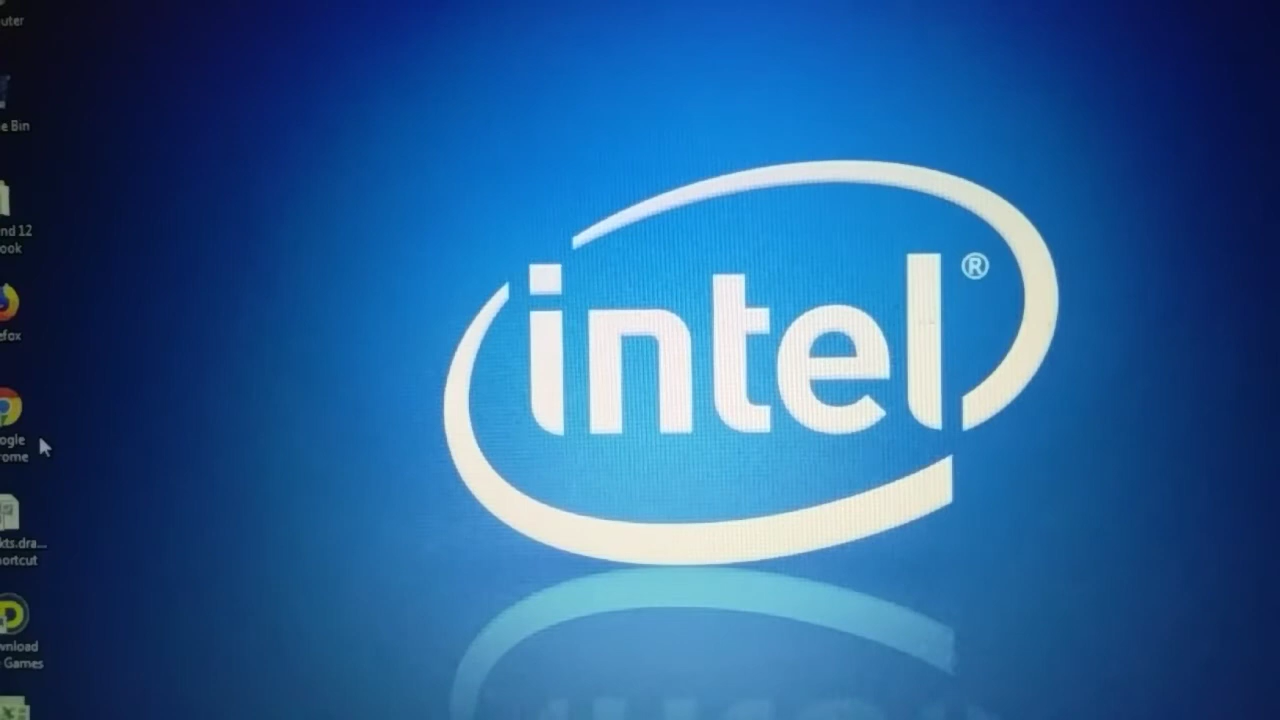 uter
e Bin
nd 12
ook
efox
ogle
rome
kts.dra...
ortcut
wnload
Games
intel®